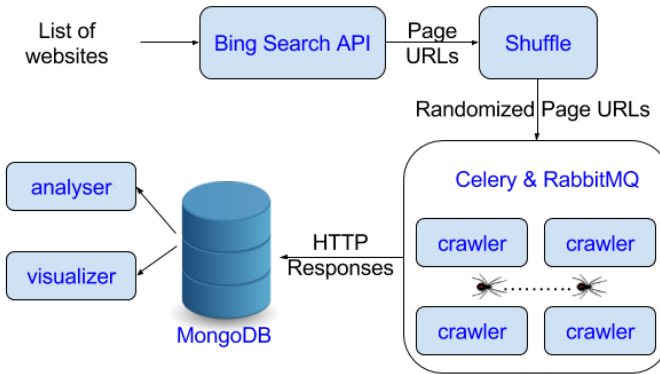 List of
websites
Bing Search API
Page
URLs
Shuffle
Randomized Page URLs
Celery & RabbitMQ
crawler
crawler
crawler
crawler
HTTP
Responses
MongoDB
analyser
visualizer